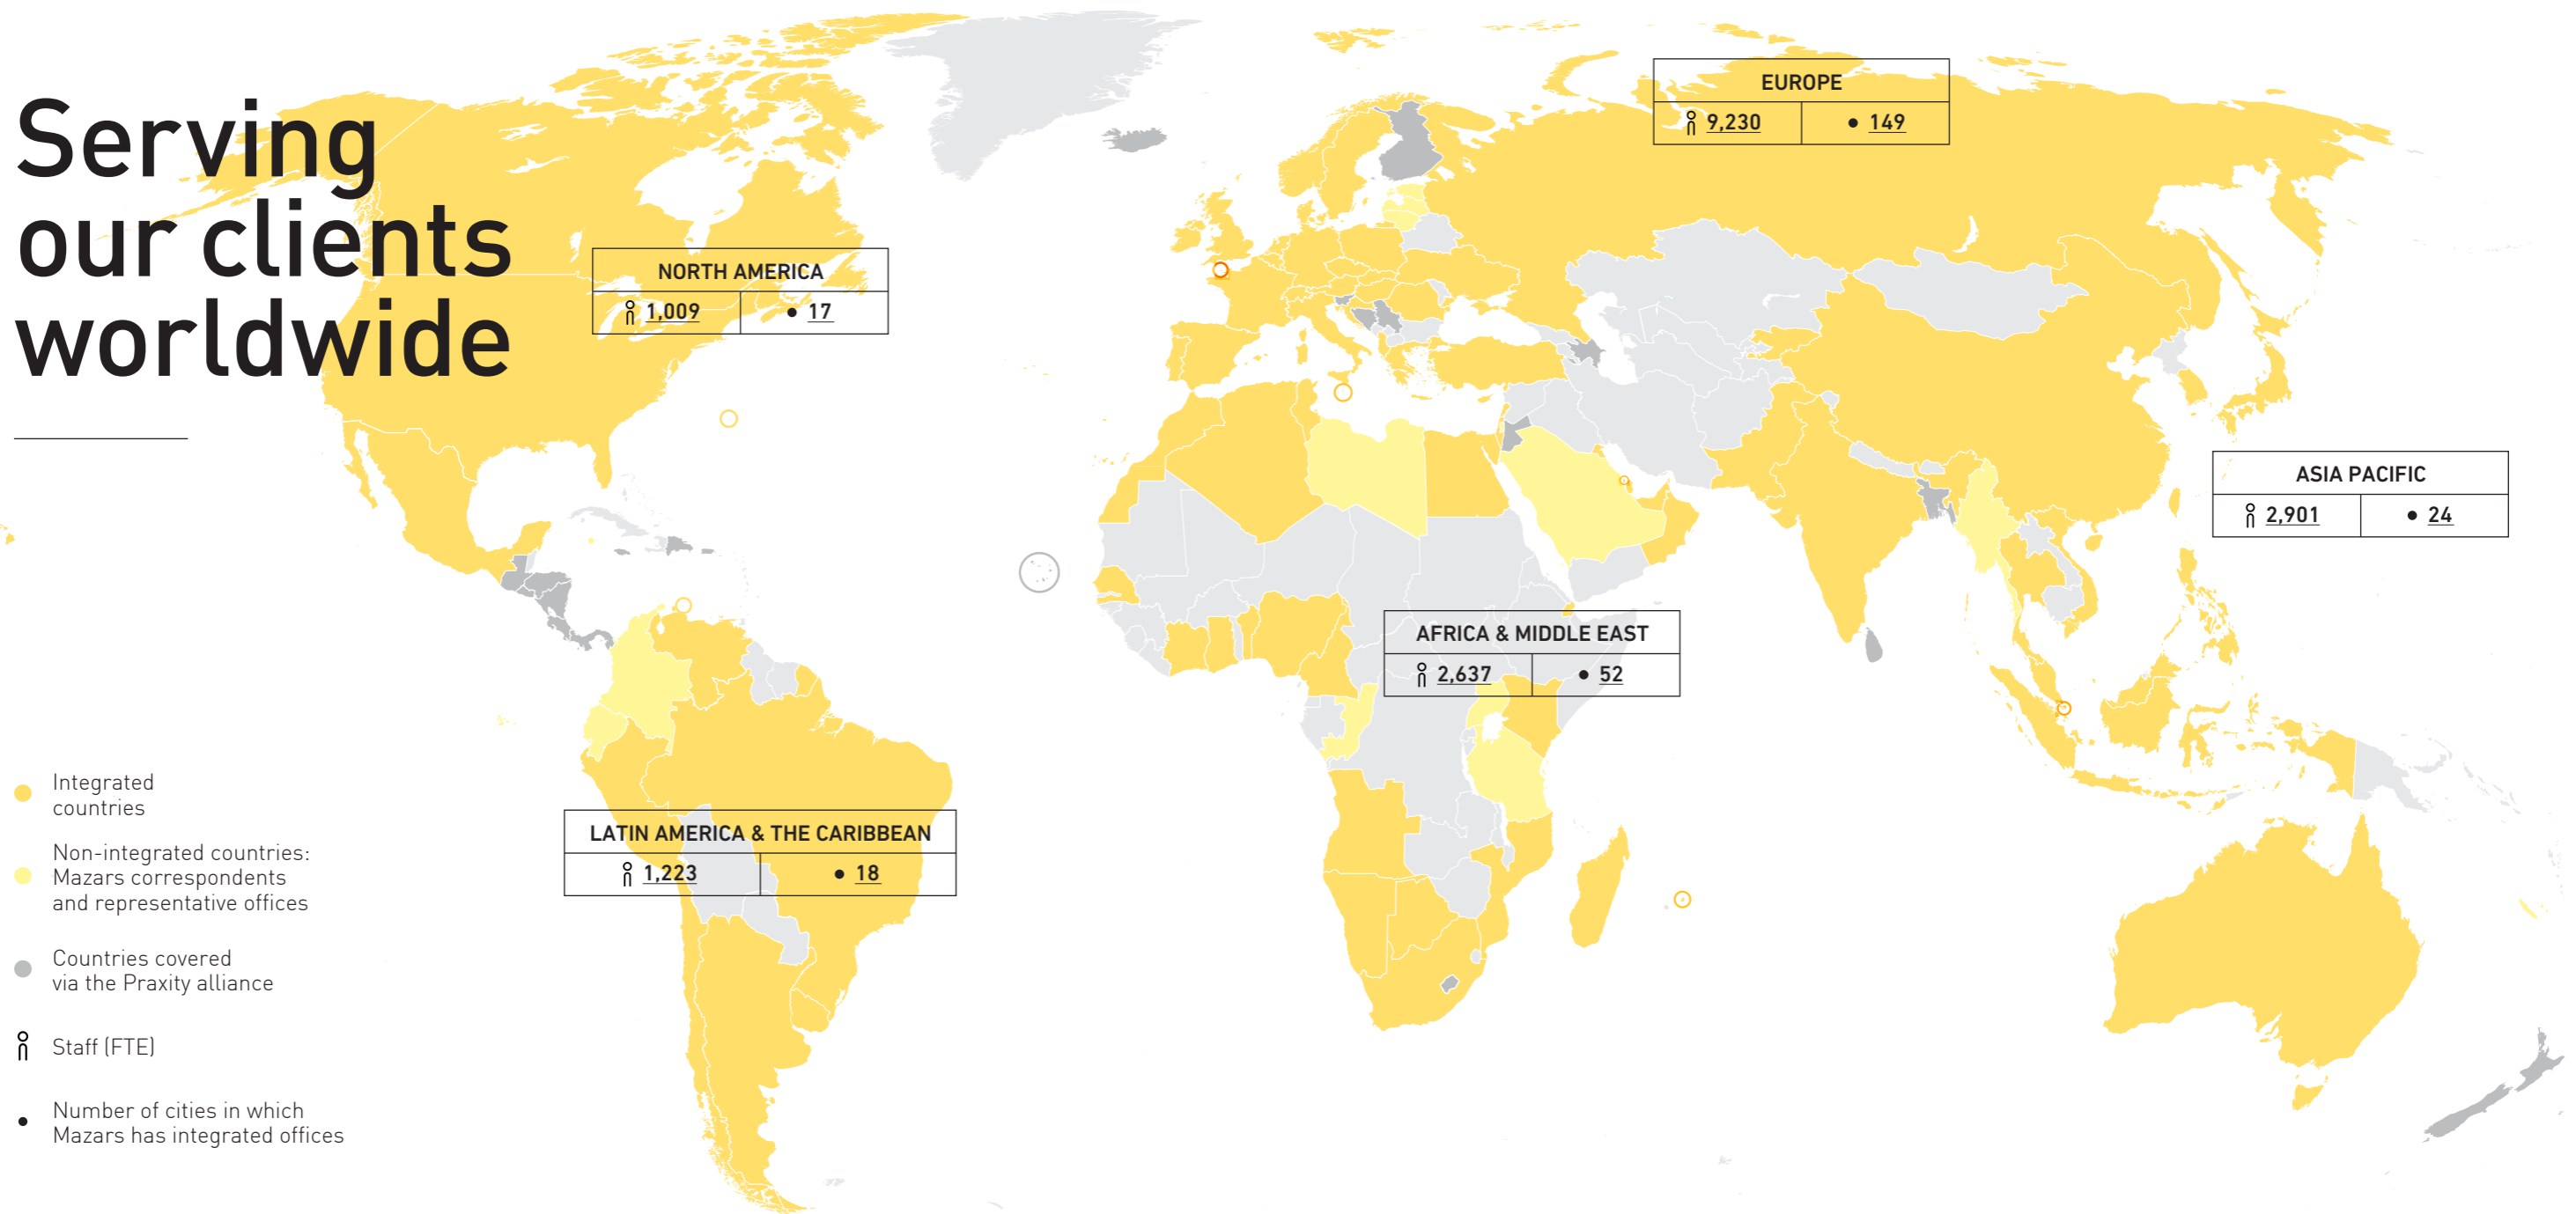 Serving
our clients
worldwide
EUROPE
9,230 149
NORTH AMERICA
1,009 17
ASIA PACIFIC
2,901 24
AFRICA & MIDDLE EAST
2,637 52
LATIN AMERICA & THE CARIBBEAN
1,223 18
Integrated
countries
Non-integrated countries:
Mazars correspondents
and representative offices
Countries covered
via the Praxity alliance
Staff (FTE)
Number of cities in which
Mazars has integrated offices